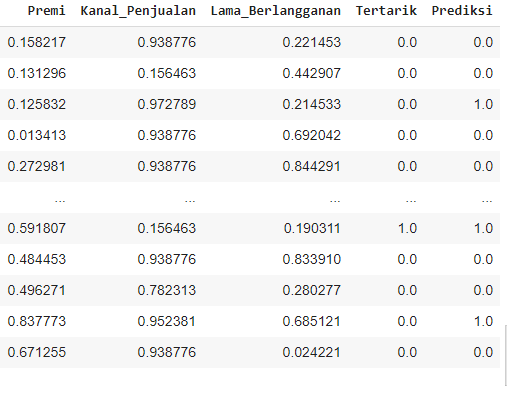 Premi Kanal_Penjualan Lama_Berlangganan Tertarik Prediksi
0.158217 0.938776 0.221453 0.0 0.0
0.131296 0.156463 0.442907 0.0 0.0
0.125832 0.972789 0.214533 0.0 1.0
0.013413 0.938776 0.692042 0.0 0.0
0.272981 0.938776 0.844291 0.0 0.0
... ... ... ... ...
0.591807 0.156463 0.190311 1.0 1.0
0.484453 0.938776 0.833910 0.0 0.0
0.496271 0.782313 0.280277 0.0 0.0
0.837773 0.952381 0.685121 0.0 1.0
0.671255 0.938776 0.024221 0.0 0.0